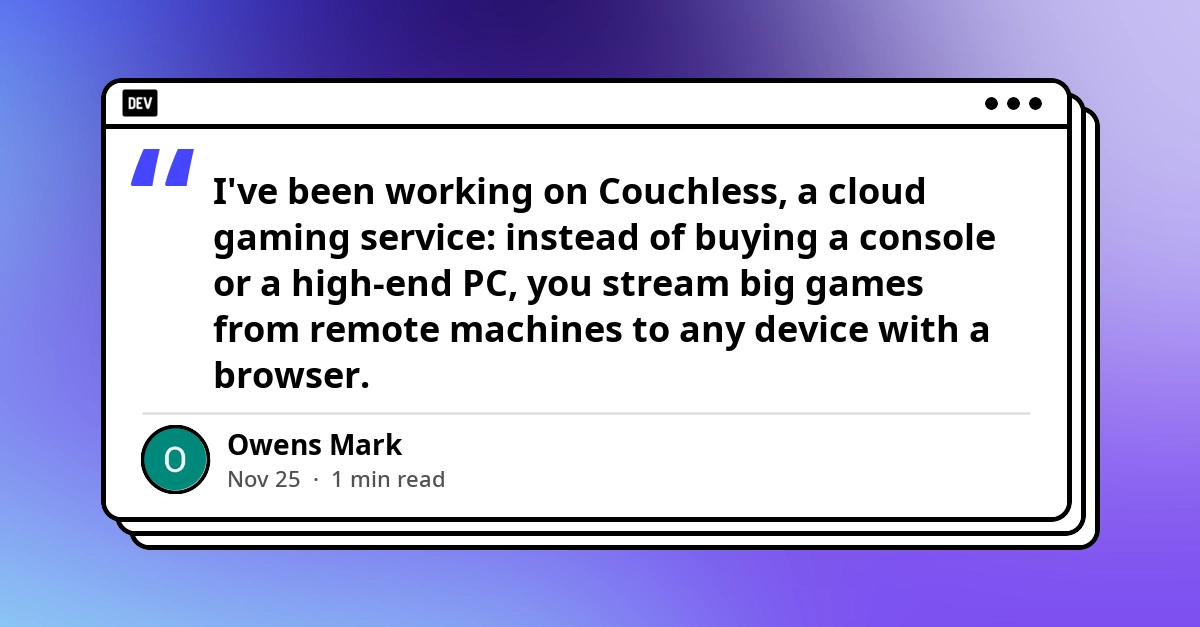 DEV
I've been working on Couchless, a cloud
gaming service: instead of buying a console
or a high-end PC, you stream big games
from remote machines to any device with a
browser.
O
Owens Mark
Nov 25 · 1 min read